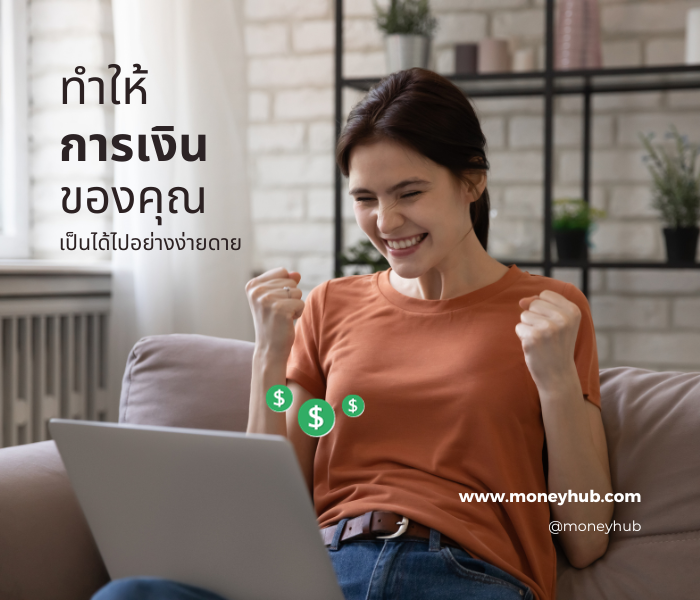 ทำให้
การเงิน
ของคุณ
เป็นได้ไปอย่างง่ายดาย
$ $ $
www.moneyhub.com
@moneyhub